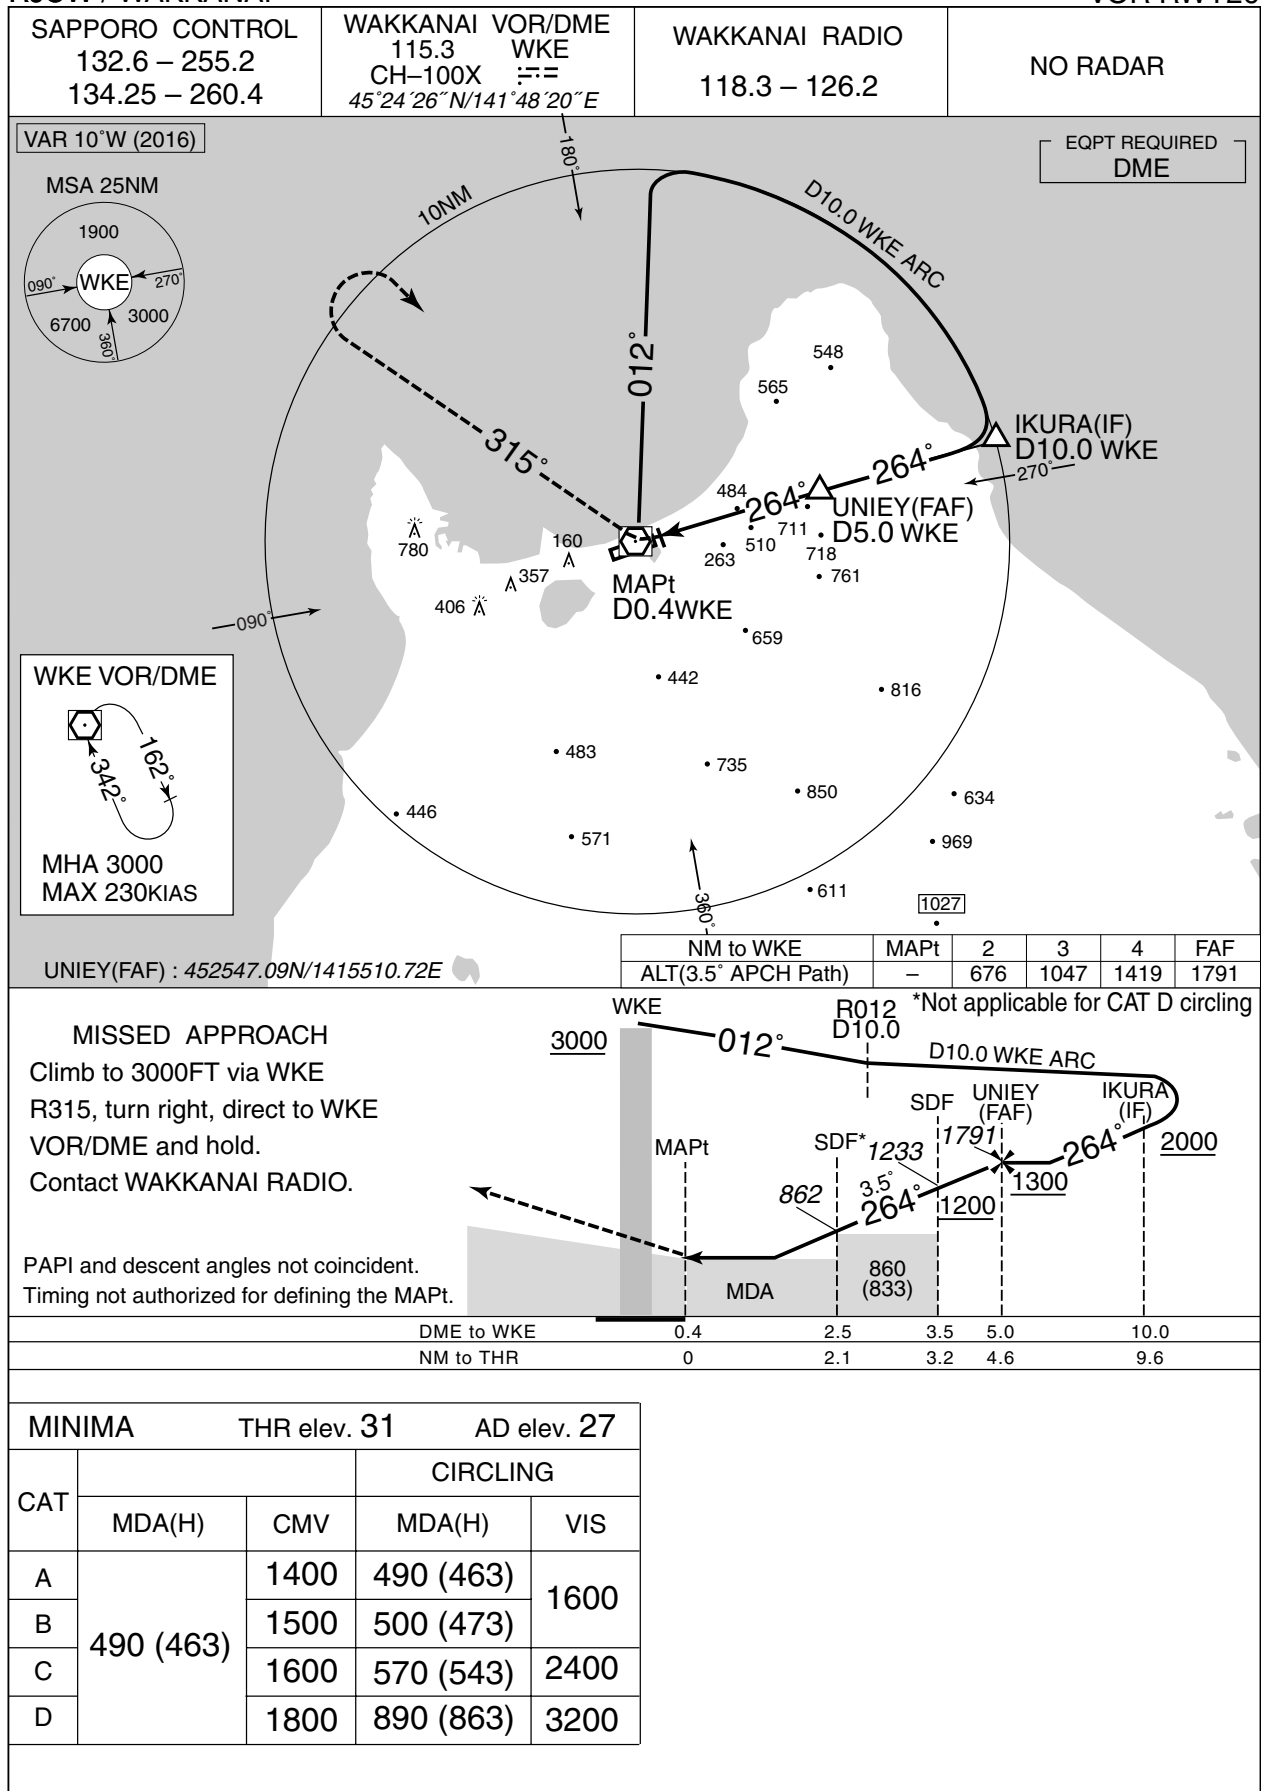 SAPPORO CONTROL
132.6 – 255.2
134.25 – 260.4
WAKKANAI VOR/DME
115.3 WKE
CH–100X
45°24´26˝N/141°48´20˝E
WAKKANAI RADIO
118.3 – 126.2
NO RADAR
VAR 10°W (2016)
EQPT REQUIRED
DME
MSA 25NM
1900
090°
WKE
270°
6700
3000
360°
180°
10NM
D10.0 WKE ARC
012°
548
565
IKURA(IF)
D10.0 WKE
270°
315°
264°
264°
484
UNIEY(FAF)
D5.0 WKE
711
510
718
263
761
780
160
357
406
MAPt
D0.4WKE
090°
659
442
816
WKE VOR/DME
162°
342°
MHA 3000
MAX 230KIAS
483
735
850
634
446
571
969
611
360°
1027
UNIEY(FAF) : 452547.09N/1415510.72E
NM to WKE MAPt 2 3 4 FAF
ALT(3.5° APCH Path) – 676 1047 1419 1791
*Not applicable for CAT D circling
MISSED APPROACH
Climb to 3000FT via WKE
R315, turn right, direct to WKE
VOR/DME and hold.
Contact WAKKANAI RADIO.
PAPI and descent angles not coincident.
Timing not authorized for defining the MAPt.
WKE
3000
012°
R012
D10.0
D10.0 WKE ARC
SDF
UNIEY
(FAF)
IKURA
(IF)
MAPt
SDF*
1233
1791
264°
2000
862
3.5°
264°
1300
1200
MDA
860
(833)
DME to WKE 0.4 2.5 3.5 5.0 10.0
NM to THR 0 2.1 3.2 4.6 9.6
MINIMA THR elev. 31 AD elev. 27
CAT
CIRCLING
MDA(H) CMV MDA(H) VIS
A 490 (463) 1400 490 (463) 1600
B 1500 500 (473)
C 1600 570 (543) 2400
D 1800 890 (863) 3200